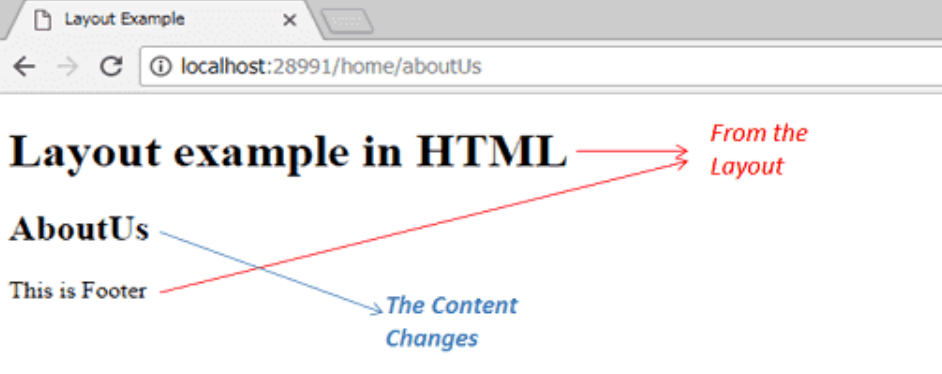 Layout Example
localhost:28991/home/aboutUs
Layout example in HTML
From the
Layout
AboutUs
This is Footer
The Content
Changes